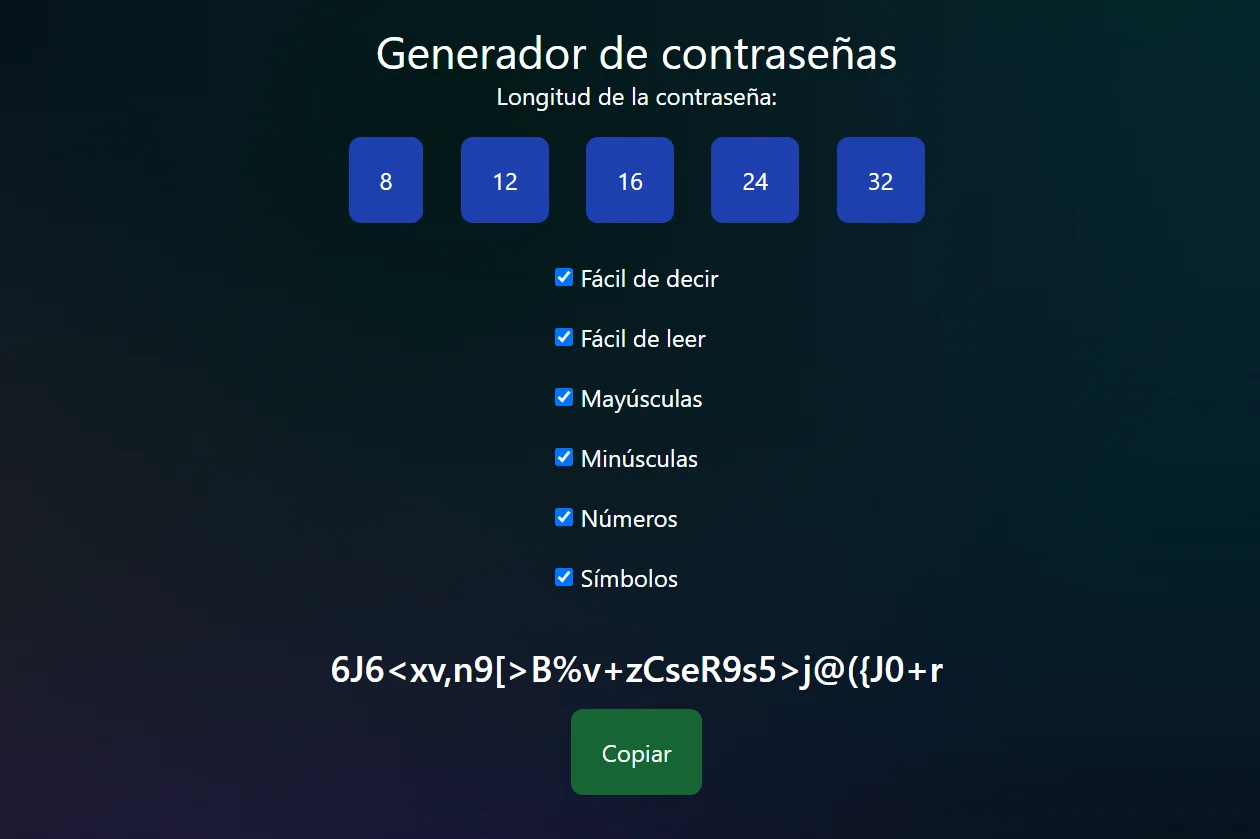 Generador de contraseñas
Longitud de la contraseña:
8 12 16 24 32
Fácil de decir
Fácil de leer
Mayúsculas
Minúsculas
Números
Símbolos
6J6<xv,n9[>B%v+zCseR9s5>j@({J0+r
Copiar